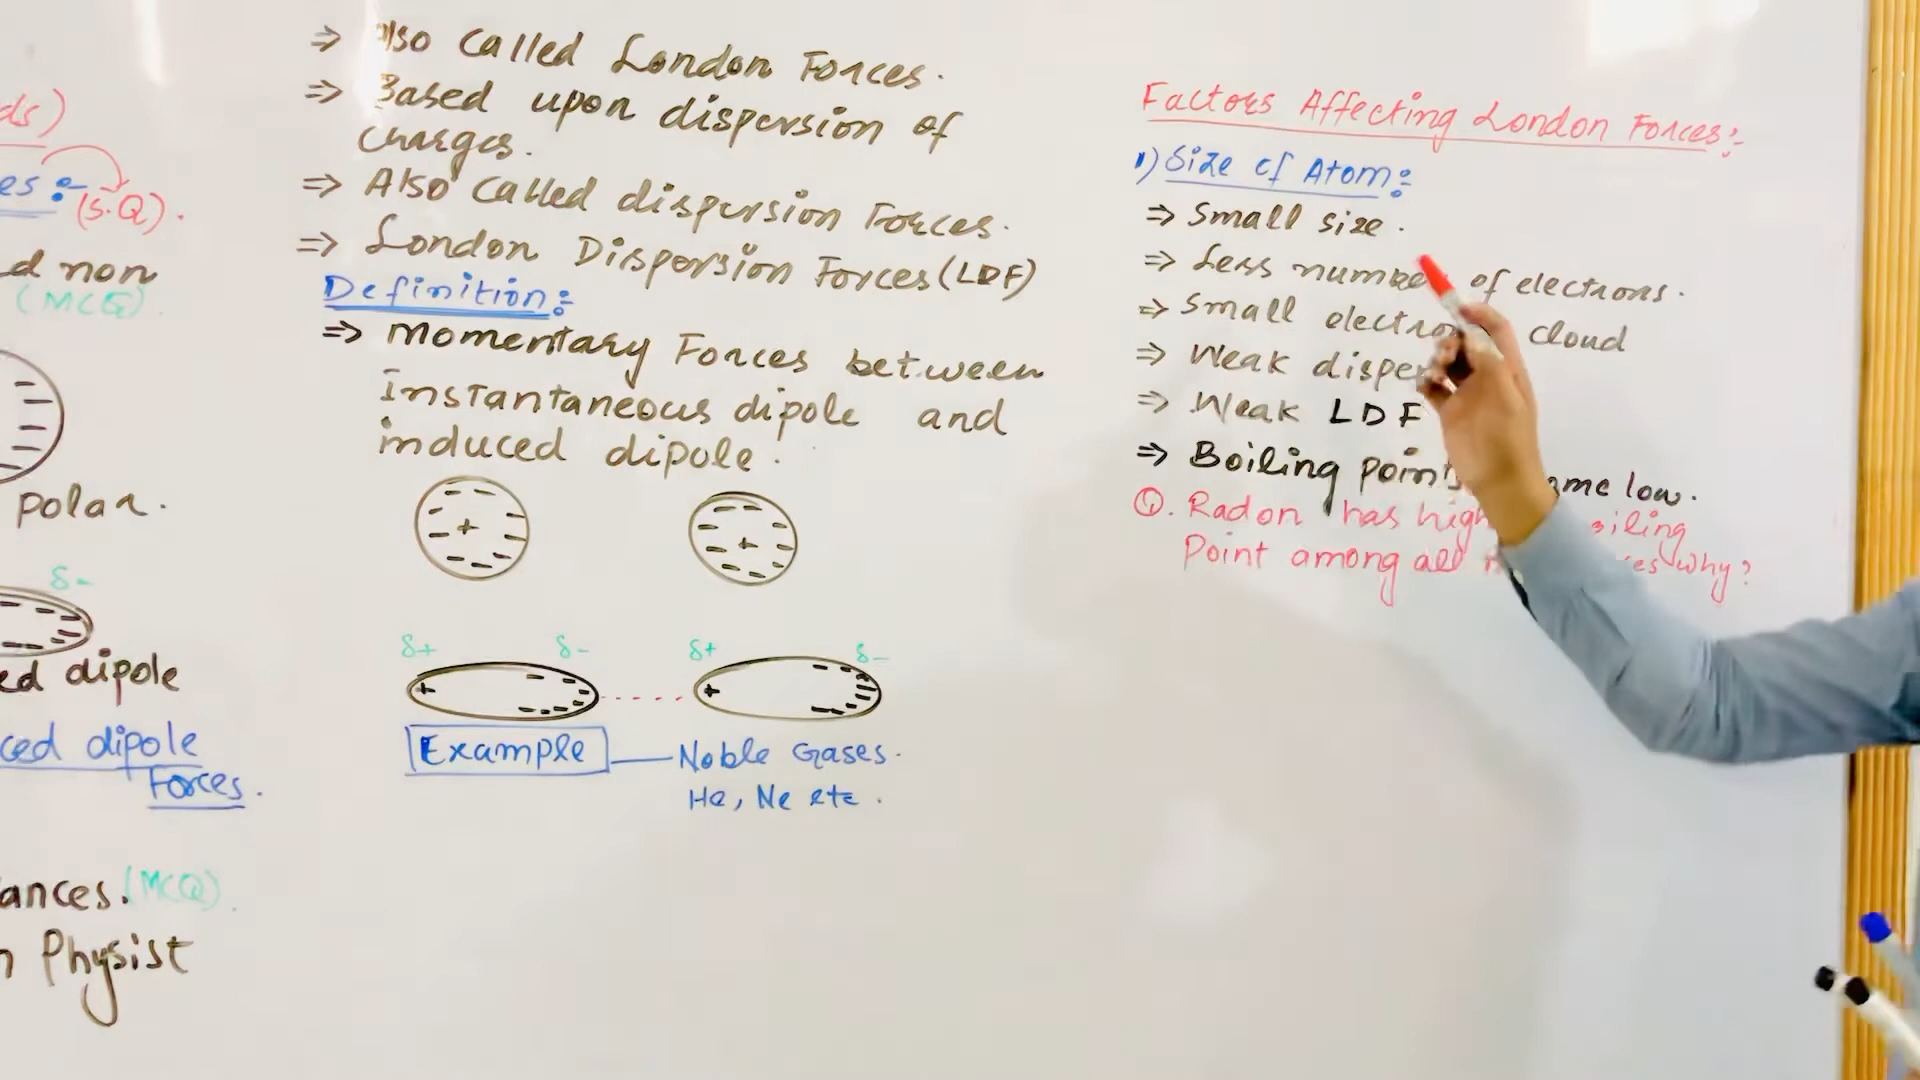 ds)
es :- (S.Q).
d non
(MCQ).
polar.
δ-
ed dipole
ced dipole
Forces.
ances. (MCQ).
n Physist
⇒ Also called London Forces.
⇒ Based upon dispersion of
charges.
⇒ Also called dispersion Forces.
⇒ London Dispersion Forces (LDF)
Definition:-
⇒ Momentary Forces between
Instantaneous dipole and
induced dipole.
+ +
δ+ δ- δ+ δ-
+ +
Example — Noble Gases.
He, Ne etc.
Factors Affecting London Forces:-
1) Size of Atom:-
⇒ Small size.
⇒ Less number of electrons.
⇒ Small electron cloud
⇒ Weak disper
⇒ Weak LDF
⇒ Boiling point me low.
Q. Radon has high iling
Point among all es why?